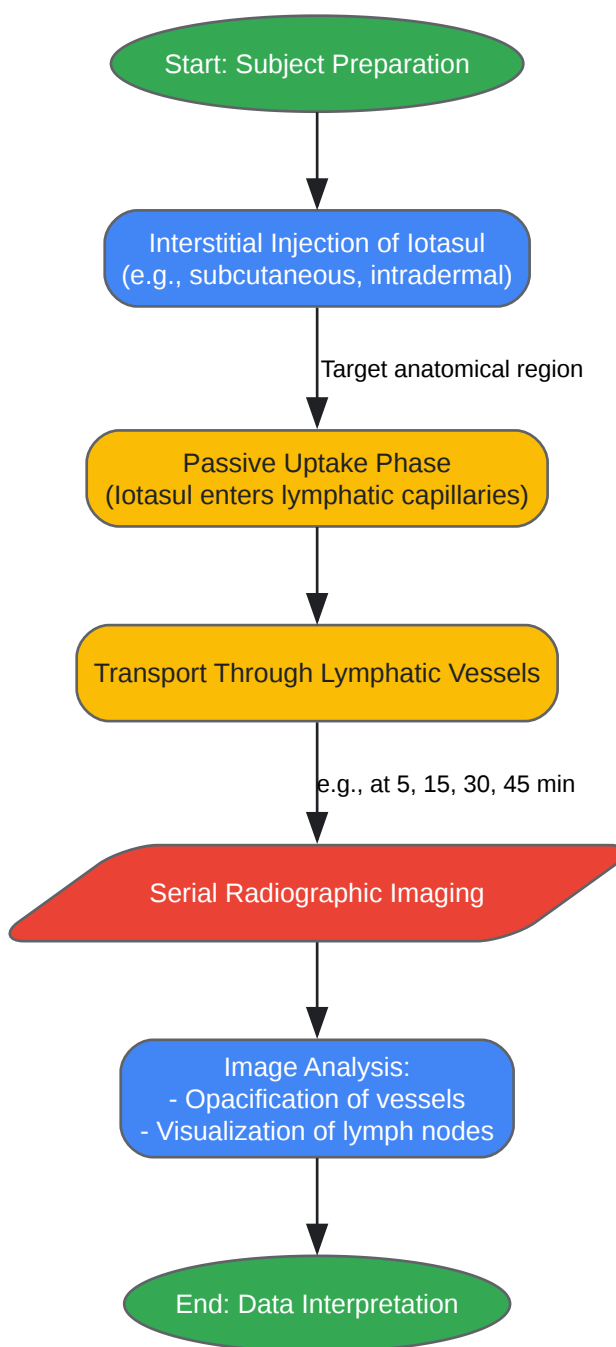 Start: Subject Preparation
Interstitial Injection of Iotasul
(e.g., subcutaneous, intradermal)
Target anatomical region
Passive Uptake Phase
(Iotasul enters lymphatic capillaries)
Transport Through Lymphatic Vessels
e.g., at 5, 15, 30, 45 min
Serial Radiographic Imaging
Image Analysis:
- Opacification of vessels
- Visualization of lymph nodes
End: Data Interpretation